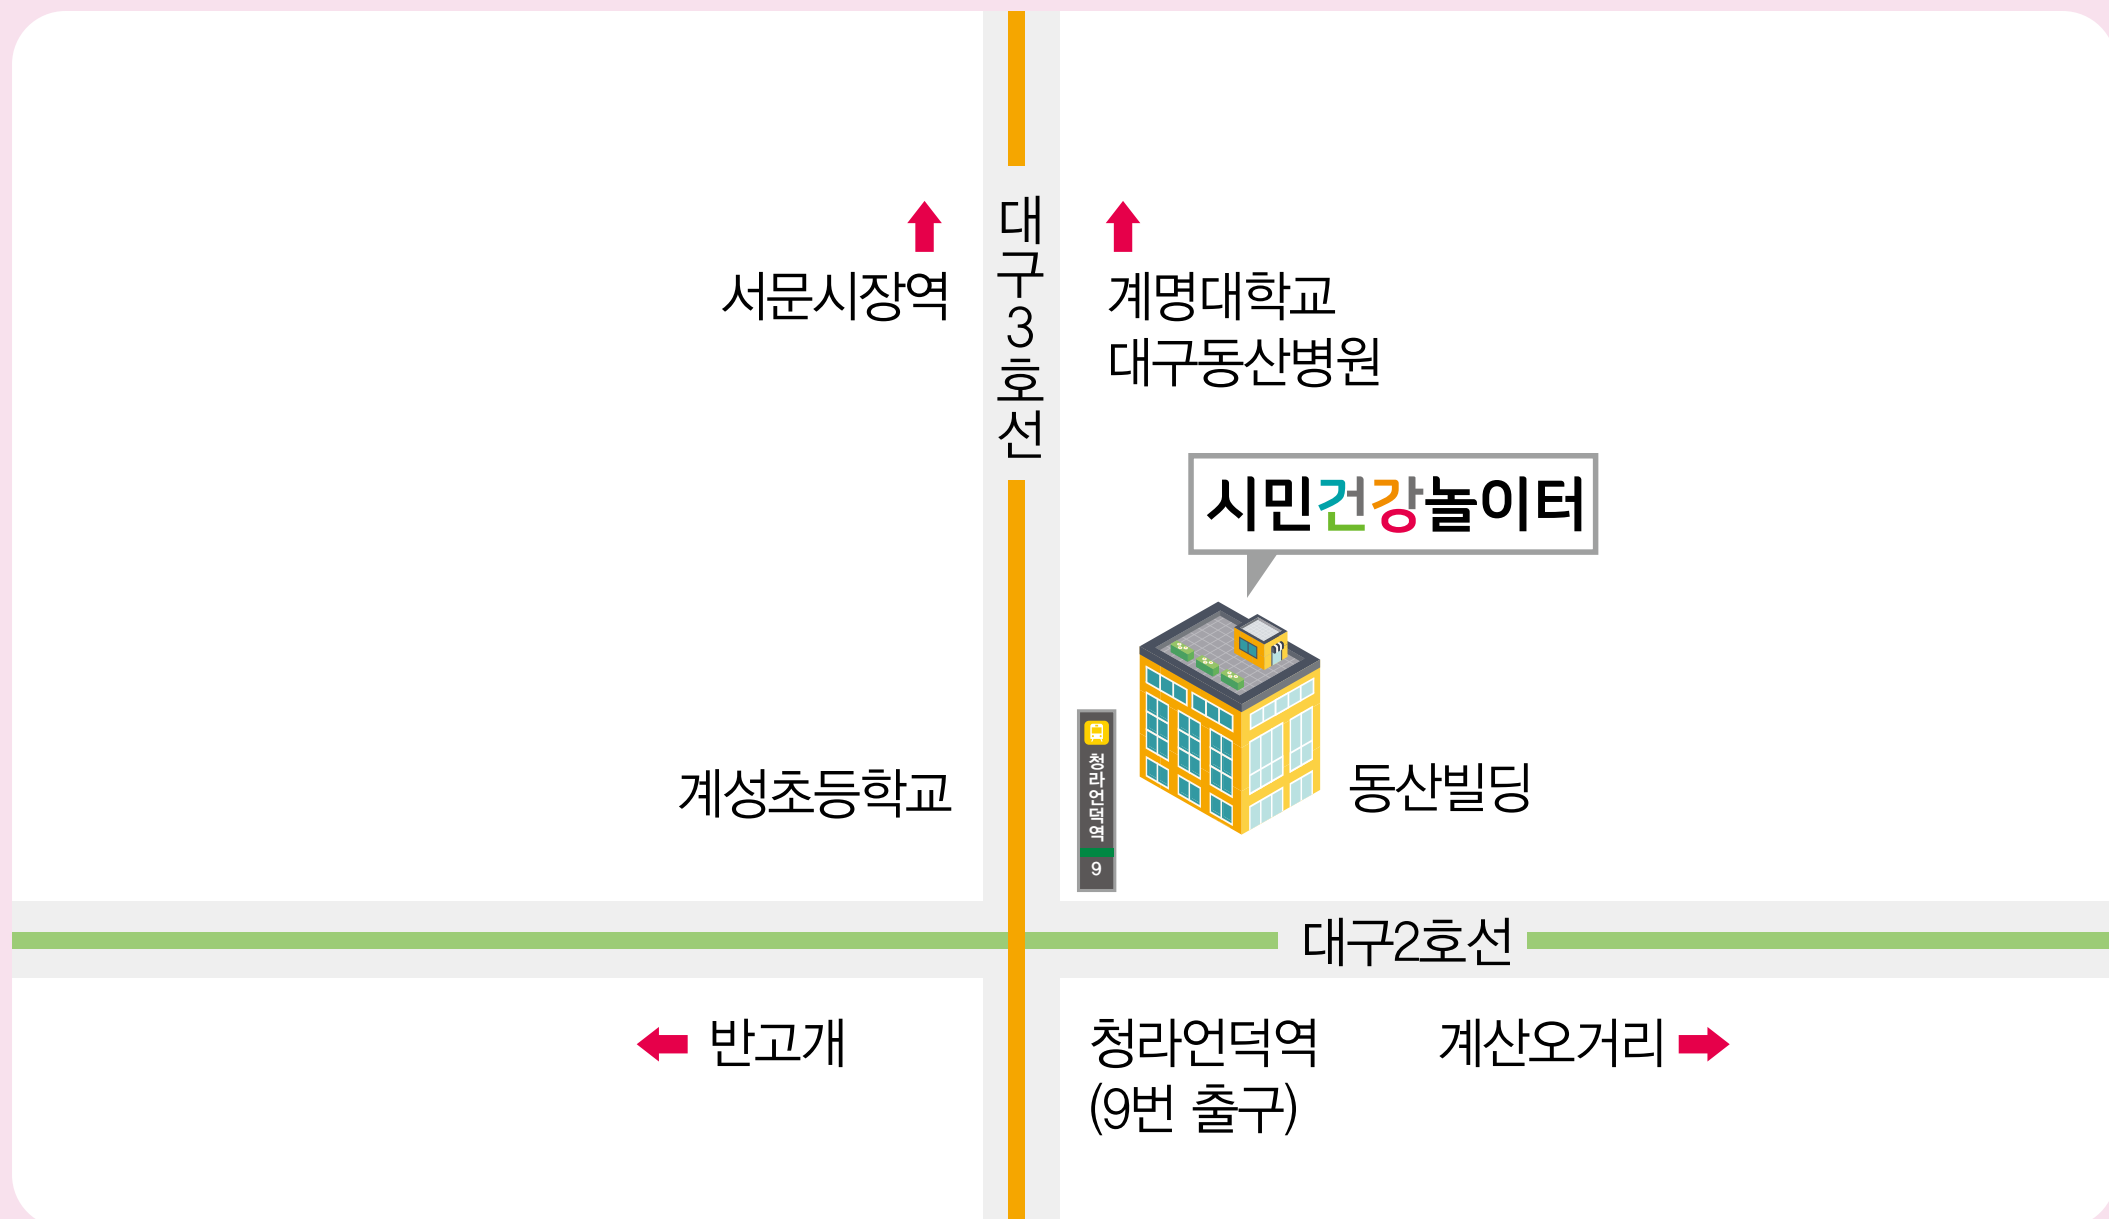 대구3호선
서문시장역
계명대학교
대구동산병원
시민건강놀이터
청라언덕역
9
계성초등학교
동산빌딩
대구2호선
반고개
청라언덕역
(9번 출구)
계산오거리